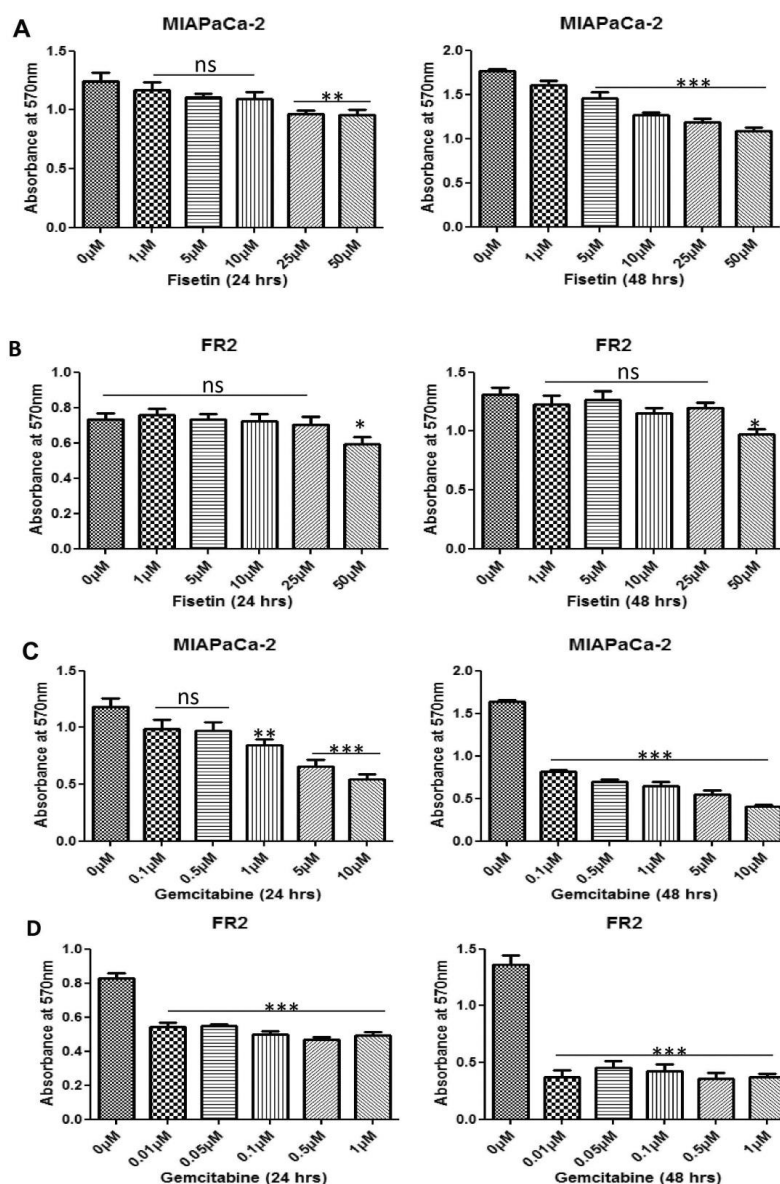 A
MIAPaCa-2
Absorbance at 570nm
1.5
1.0
0.5
0.0
ns
**
0µM
1µM
5µM
10µM
25µM
50µM
Fisetin (24 hrs)
MIAPaCa-2
Absorbance at 570nm
2.0
1.5
1.0
0.5
0.0
***
0µM
1µM
5µM
10µM
25µM
50µM
Fisetin (48 hrs)
B
FR2
Absorbance at 570nm
1.0
0.8
0.6
0.4
0.2
0.0
ns
*
0µM
1µM
5µM
10µM
25µM
50µM
Fisetin (24 hrs)
FR2
Absorbance at 570nm
1.5
1.0
0.5
0.0
ns
*
0µM
1µM
5µM
10µM
25µM
50µM
Fisetin (48 hrs)
C
MIAPaCa-2
Absorbance at 570nm
1.5
1.0
0.5
0.0
ns
**
***
0µM
0.1µM
0.5µM
1µM
5µM
10µM
Gemcitabine (24 hrs)
MIAPaCa-2
Absorbance at 570nm
2.0
1.5
1.0
0.5
0.0
***
0µM
0.1µM
0.5µM
1µM
5µM
10µM
Gemcitabine (48 hrs)
D
FR2
Absorbance at 570nm
1.0
0.8
0.6
0.4
0.2
0.0
***
0µM
0.01µM
0.05µM
0.1µM
0.5µM
1µM
Gemcitabine (24 hrs)
FR2
Absorbance at 570nm
1.5
1.0
0.5
0.0
***
0µM
0.01µM
0.05µM
0.1µM
0.5µM
1µM
Gemcitabine (48 hrs)